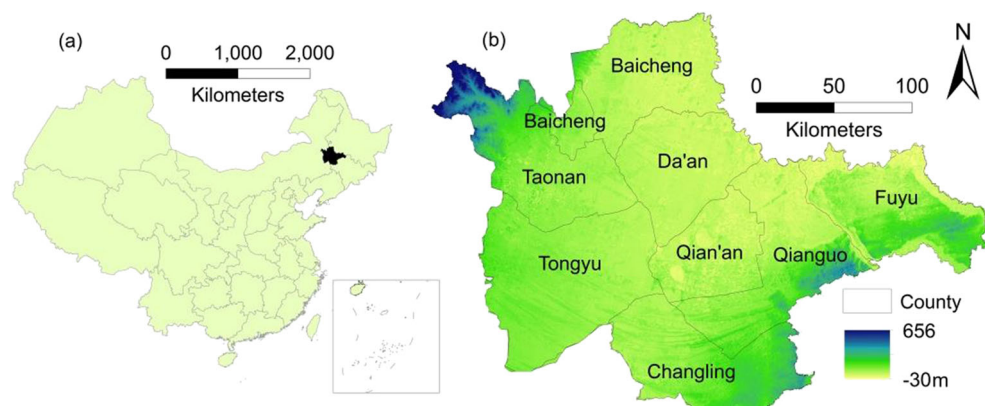 (a)
0 1,000 2,000
Kilometers
(b)
N
0 50 100
Kilometers
Baicheng
Baicheng
Da'an
Taonan
Fuyu
Qian'an
Qianguo
Tongyu
County
656
-30m
Changling